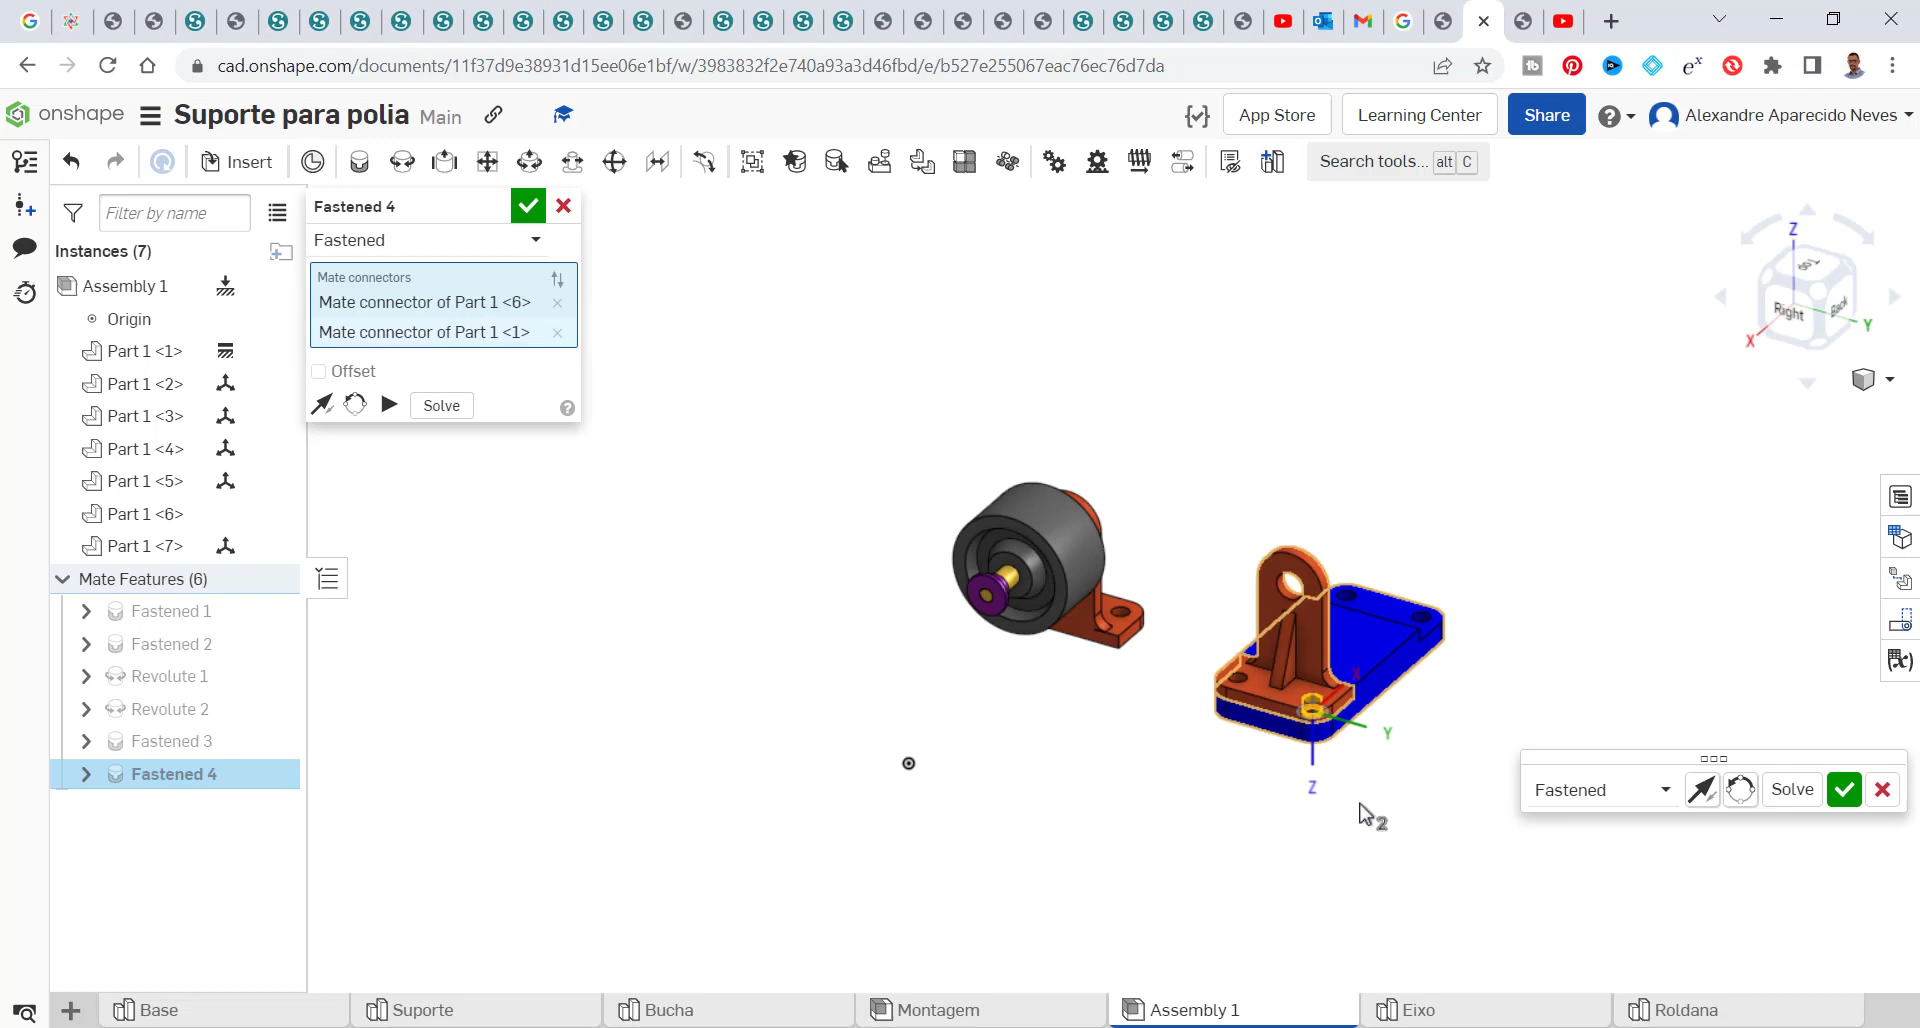 cad.onshape.com/documents/11f37d9e38931d15ee06e1bf/w/3983832f2e740a93a3d46fbd/e/b527e255067eac76ec76d7da
onshape
Suporte para polia Main
App Store
Learning Center
Share
Alexandre Aparecido Neves
Insert
Search tools... alt C
Filter by name
Instances (7)
Assembly 1
Origin
Part 1 <1>
Part 1 <2>
Part 1 <3>
Part 1 <4>
Part 1 <5>
Part 1 <6>
Part 1 <7>
Mate Features (6)
Fastened 1
Fastened 2
Revolute 1
Revolute 2
Fastened 3
Fastened 4
Fastened 4
Fastened
Mate connectors
Mate connector of Part 1 <6>
Mate connector of Part 1 <1>
Offset
Solve
Z
Top
Right
Back
X
Y
X
Y
Z
2
Fastened
Solve
Base
Suporte
Bucha
Montagem
Assembly 1
Eixo
Roldana